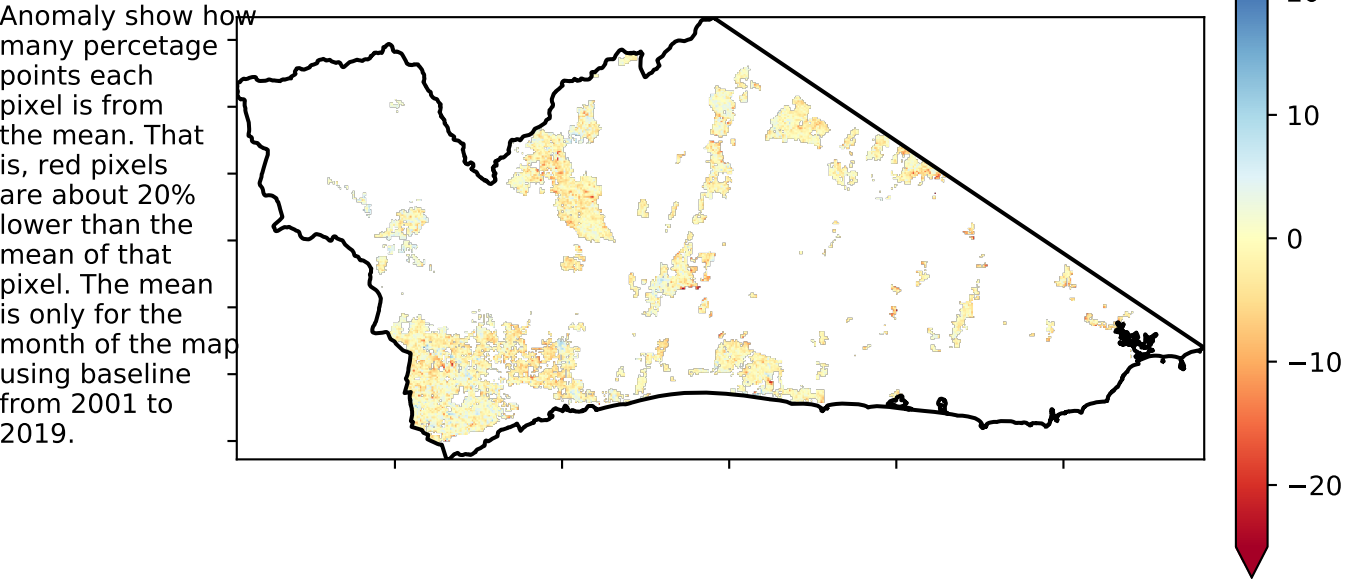 Anomaly show how
many percetage
points each
pixel is from
the mean. That
is, red pixels
are about 20%
lower than the
mean of that
pixel. The mean
is only for the
month of the map
using baseline
from 2001 to
2019.
10
0
−10
−20